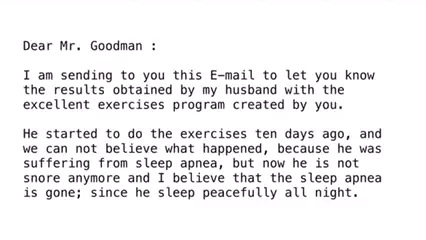 Dear Mr. Goodman :
I am sending to you this E-mail to let you know
the results obtained by my husband with the
excellent exercises program created by you.
He started to do the exercises ten days ago, and
we can not believe what happened, because he was
suffering from sleep apnea, but now he is not
snore anymore and I believe that the sleep apnea
is gone; since he sleep peacefully all night.